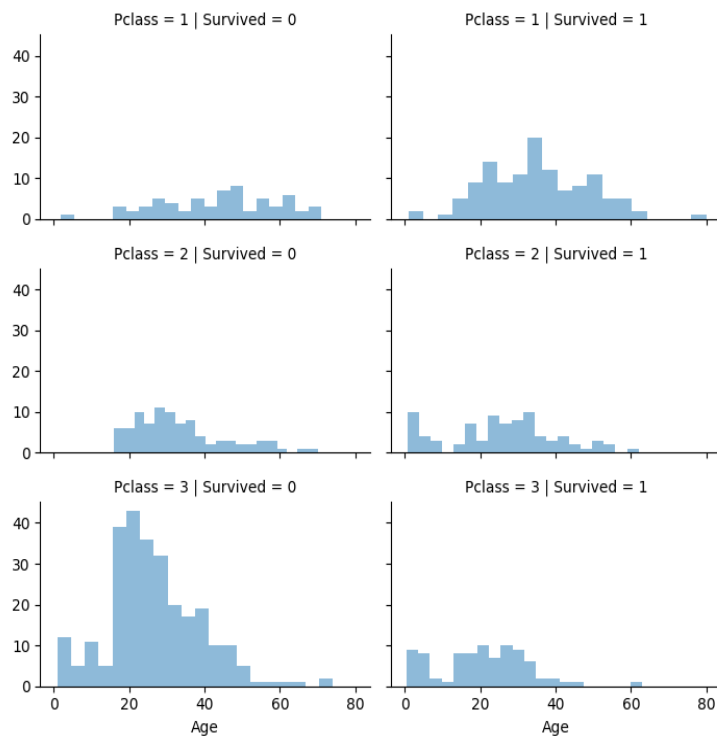 Pclass = 1 | Survived = 0
Pclass = 1 | Survived = 1
40
30
20
10
0
Pclass = 2 | Survived = 0
Pclass = 2 | Survived = 1
40
30
20
10
0
Pclass = 3 | Survived = 0
Pclass = 3 | Survived = 1
40
30
20
10
0
0 20 40 60 80
0 20 40 60 80
Age
Age